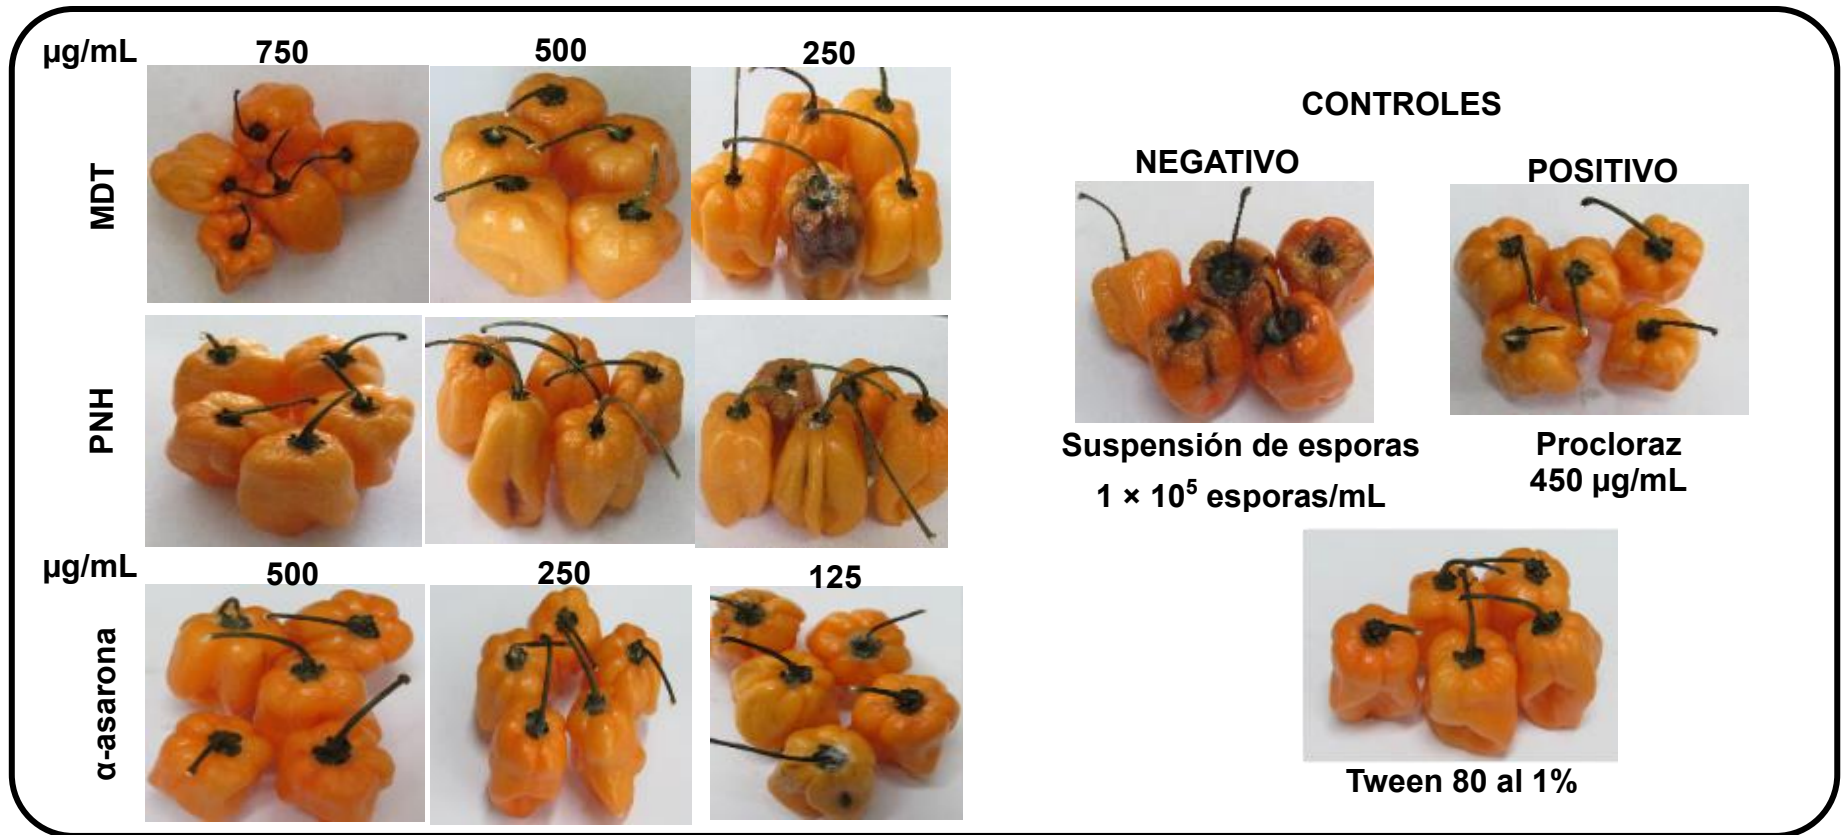 µg/mL 750 500 250
MDT
PNH
µg/mL 500 250 125
α-asarona
CONTROLES
NEGATIVO
POSITIVO
Suspensión de esporas
1 × 10⁵ esporas/mL
Procloraz
450 µg/mL
Tween 80 al 1%